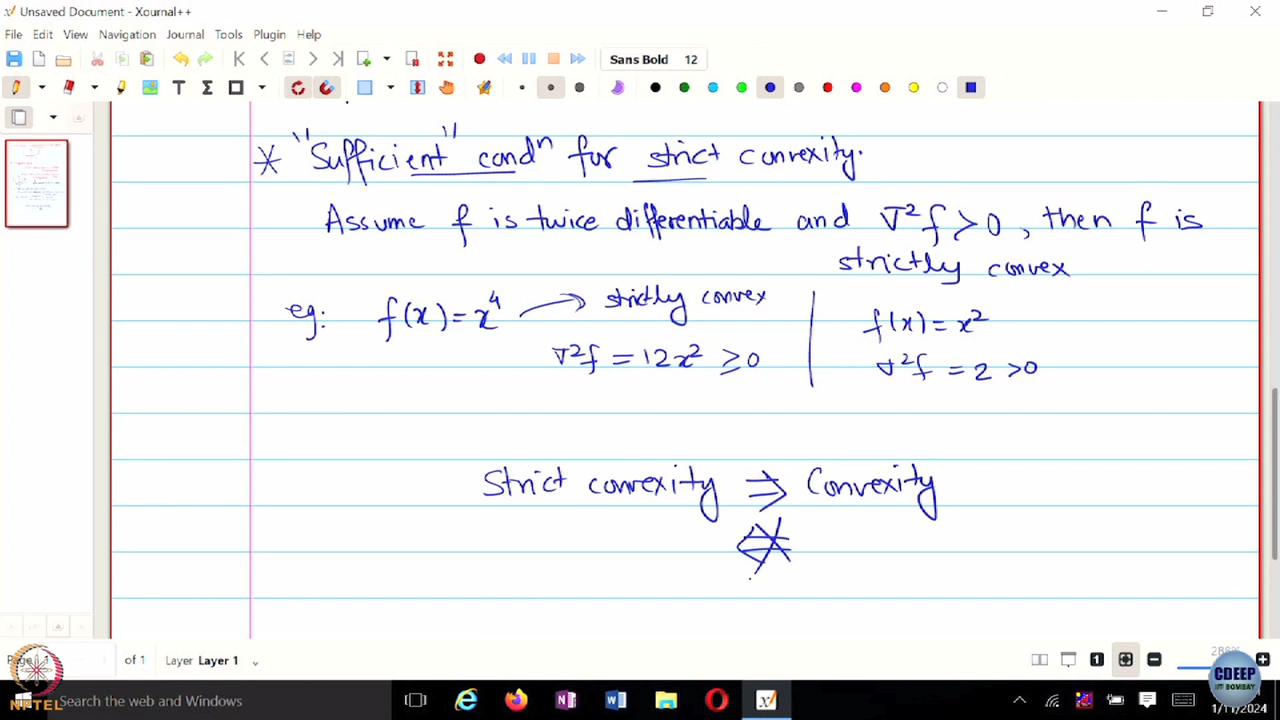 Unsaved Document - Xournal++
File Edit View Navigation Journal Tools Plugin Help
Sans Bold 12
* "Sufficient" condⁿ for strict convexity.
Assume f is twice differentiable and ∇²f > 0, then f is
strictly convex
eg: f(x) = x⁴ → strictly convex
∇²f = 12x² ≥ 0
f(x) = x²
∇²f = 2 > 0
Strict convexity ⇒ Convexity
⇍
Page 1 of 1 Layer Layer 1
288%
NPTEL
Search the web and Windows
CDEEP
IIT BOMBAY
1/11/2024